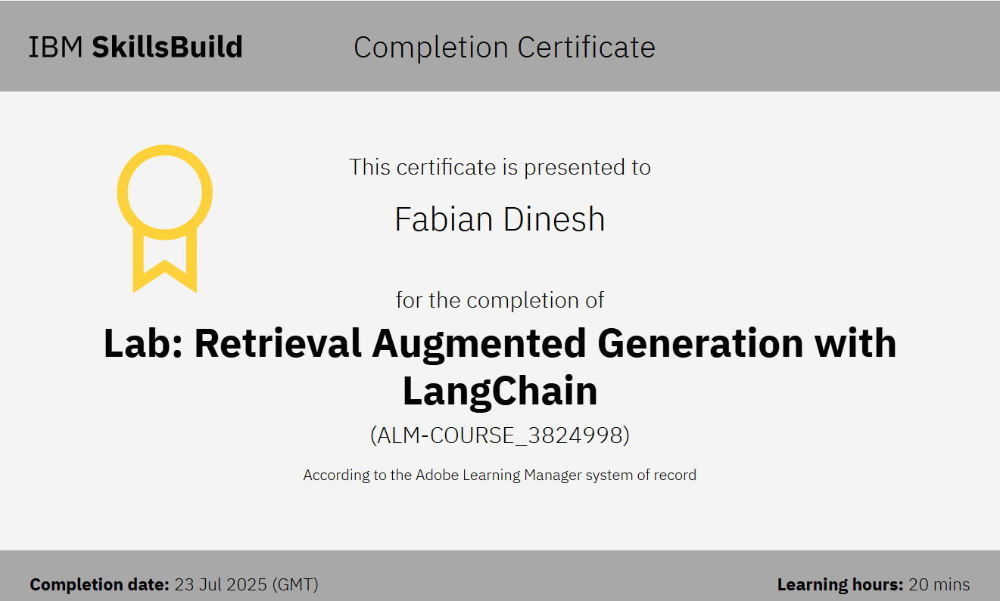 IBM SkillsBuild
Completion Certificate
This certificate is presented to
Fabian Dinesh
for the completion of
Lab: Retrieval Augmented Generation with
LangChain
(ALM-COURSE_3824998)
According to the Adobe Learning Manager system of record
Completion date: 23 Jul 2025 (GMT)
Learning hours: 20 mins